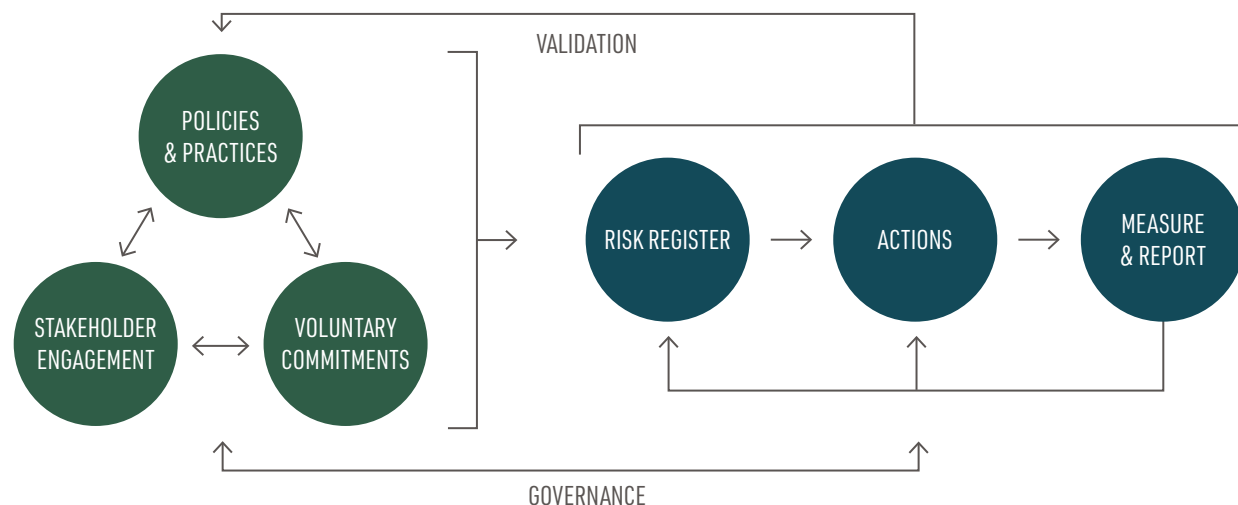 VALIDATION
POLICIES
& PRACTICES
STAKEHOLDER
ENGAGEMENT
VOLUNTARY
COMMITMENTS
RISK REGISTER
ACTIONS
MEASURE
& REPORT
GOVERNANCE